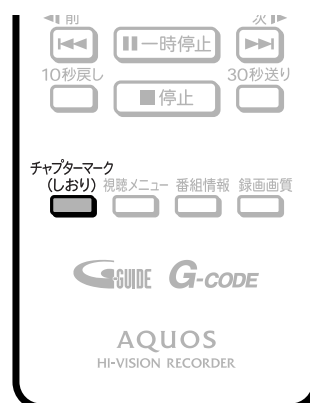 前 次
一時停止
10秒戻し 30秒送り
停止
チャプターマーク
(しおり) 視聴メニュー 番組情報 録画画質
G-GUIDE G-CODE
AQUOS
HI-VISION RECORDER